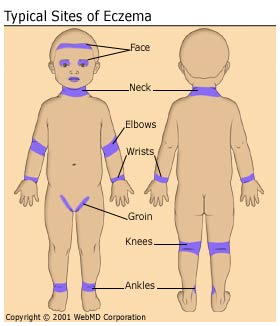 Typical Sites of Eczema
Face
Neck
Elbows
Wrists
Groin
Knees
Ankles
Copyright © 2001 WebMD Corporation